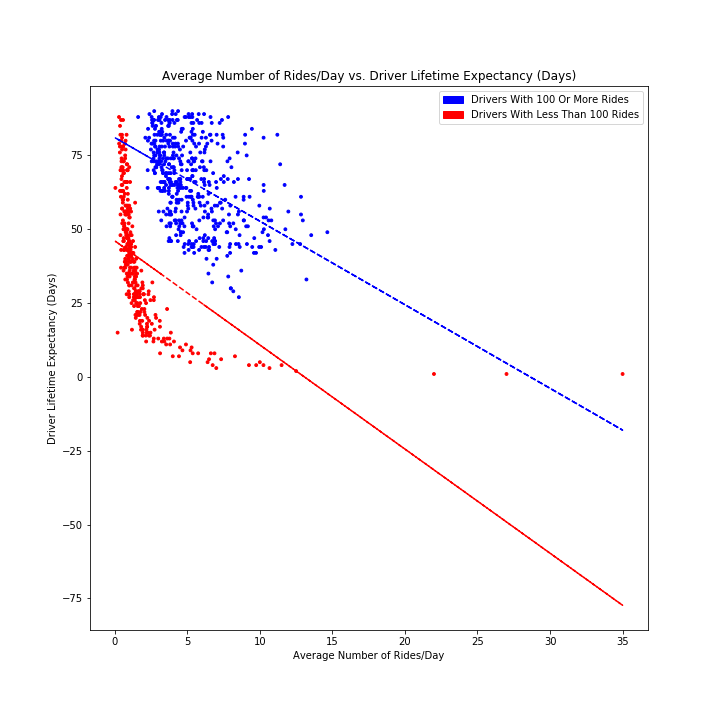 Average Number of Rides/Day vs. Driver Lifetime Expectancy (Days)
Drivers With 100 Or More Rides
Drivers With Less Than 100 Rides
Driver Lifetime Expectancy (Days)
75
50
25
0
−25
−50
−75
0 5 10 15 20 25 30 35
Average Number of Rides/Day